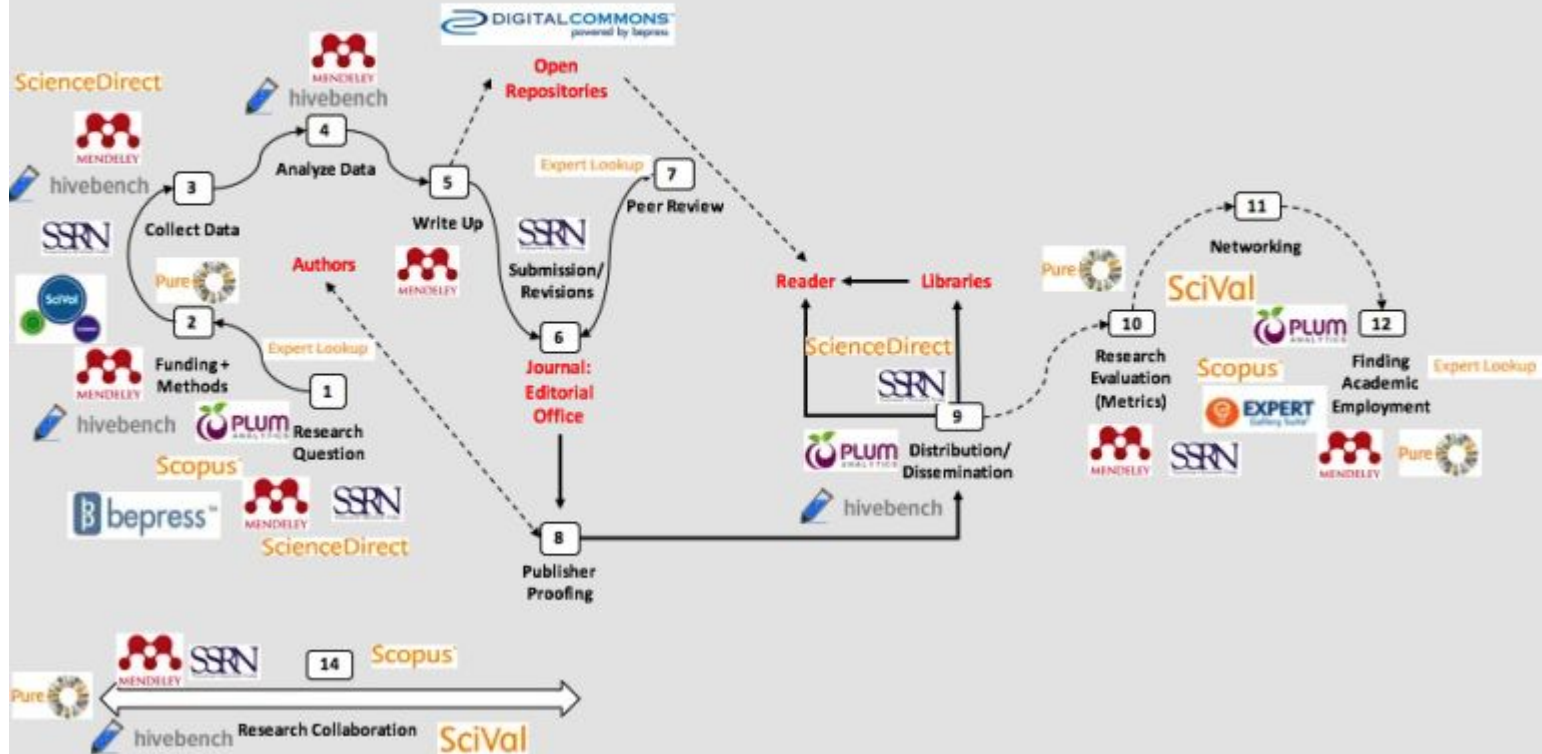 DIGITALCOMMONS™
powered by bepress
Open
Repositories
MENDELEY
hivebench
4
Analyze Data
ScienceDirect
MENDELEY
hivebench
3
Collect Data
SSRN
5
Write Up
MENDELEY
Expert Lookup
7
Peer Review
SSRN
Submission/
Revisions
6
Journal:
Editorial
Office
Authors
Pure
SciVal
2
Funding +
Methods
MENDELEY
hivebench
Expert Lookup
1
Research
Question
PLUM
ANALYTICS
Scopus
bepress™
MENDELEY
SSRN
ScienceDirect
8
Publisher
Proofing
Reader
Libraries
ScienceDirect
SSRN
9
Distribution/
Dissemination
PLUM
ANALYTICS
hivebench
11
Networking
Pure
SciVal
10
Research
Evaluation
(Metrics)
PLUM
ANALYTICS
Scopus
EXPERT
Gallery Suite
MENDELEY
SSRN
12
Finding
Academic
Employment
Expert Lookup
MENDELEY
Pure
MENDELEY
SSRN
14
Scopus
Pure
hivebench
Research Collaboration
SciVal